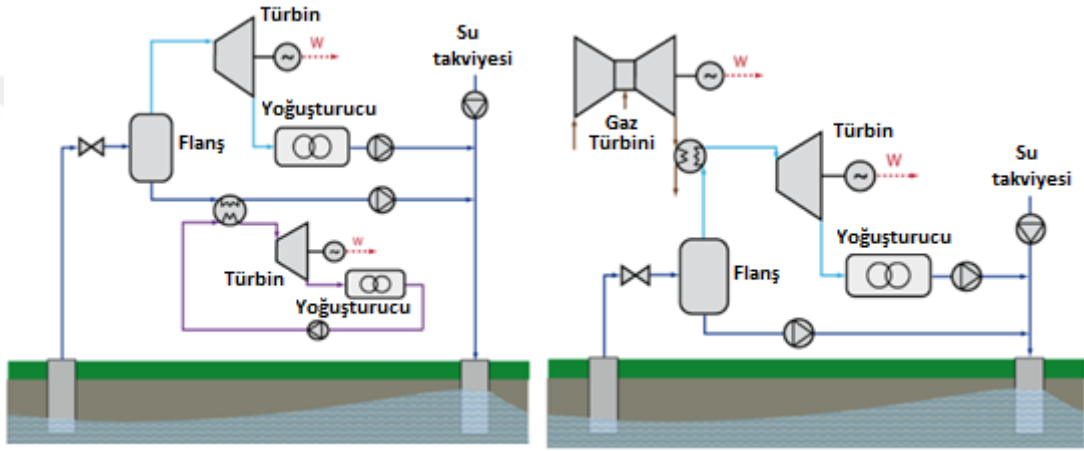 Türbin
W
Su
takviyesi
Yoğuşturucu
Flanş
W
Türbin
Yoğuşturucu
W
Gaz
Türbini
Türbin
W
Su
takviyesi
Yoğuşturucu
Flanş